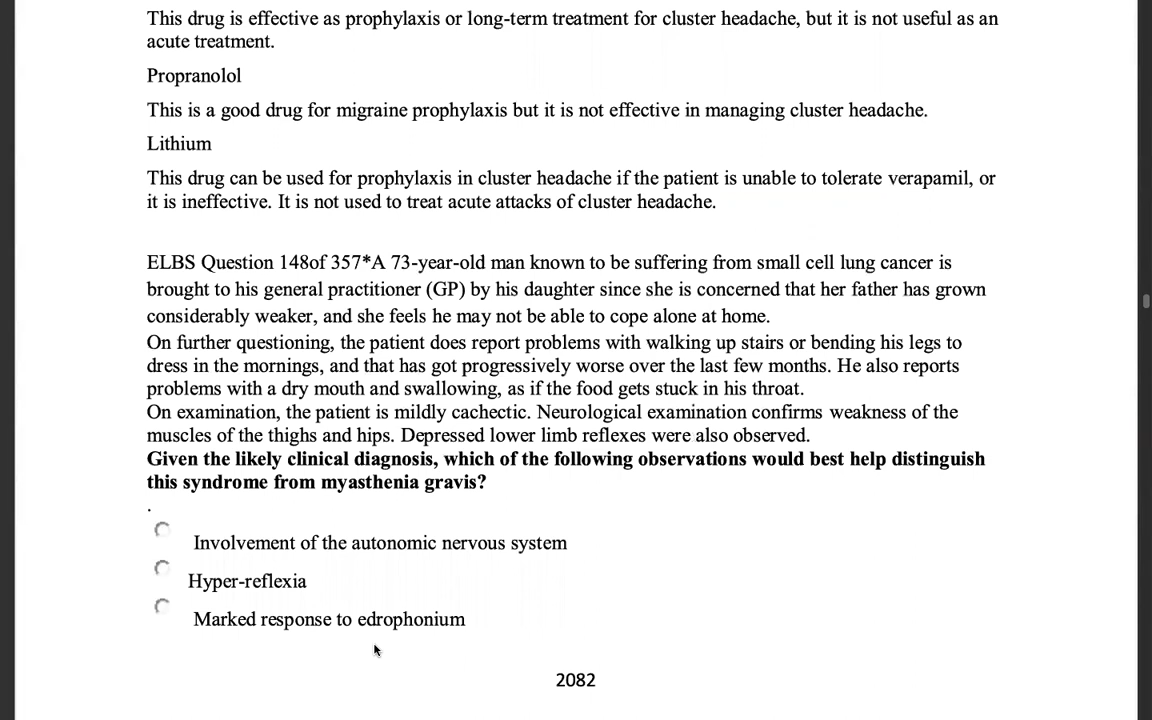 This drug is effective as prophylaxis or long-term treatment for cluster headache, but it is not useful as an
acute treatment.
Propranolol
This is a good drug for migraine prophylaxis but it is not effective in managing cluster headache.
Lithium
This drug can be used for prophylaxis in cluster headache if the patient is unable to tolerate verapamil, or
it is ineffective. It is not used to treat acute attacks of cluster headache.
ELBS Question 148of 357*A 73-year-old man known to be suffering from small cell lung cancer is
brought to his general practitioner (GP) by his daughter since she is concerned that her father has grown
considerably weaker, and she feels he may not be able to cope alone at home.
On further questioning, the patient does report problems with walking up stairs or bending his legs to
dress in the mornings, and that has got progressively worse over the last few months. He also reports
problems with a dry mouth and swallowing, as if the food gets stuck in his throat.
On examination, the patient is mildly cachectic. Neurological examination confirms weakness of the
muscles of the thighs and hips. Depressed lower limb reflexes were also observed.
Given the likely clinical diagnosis, which of the following observations would best help distinguish
this syndrome from myasthenia gravis?
.
Involvement of the autonomic nervous system
Hyper-reflexia
Marked response to edrophonium
2082